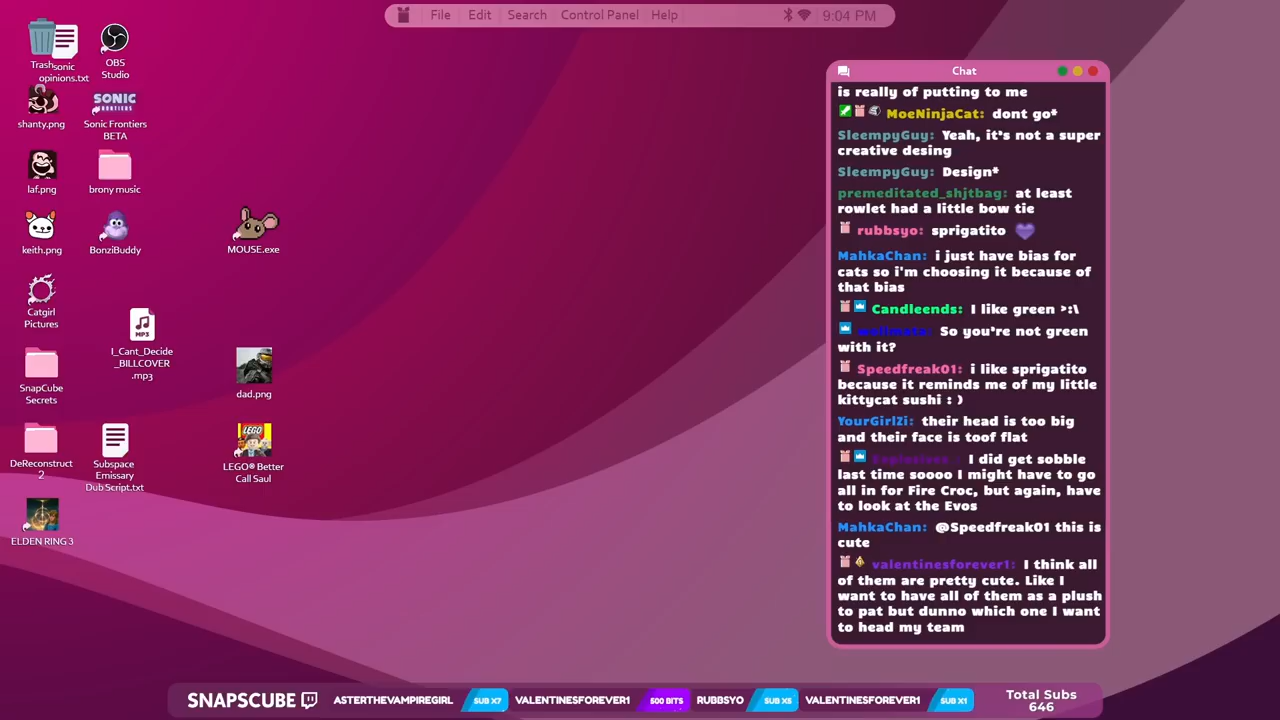 File Edit Search Control Panel Help
9:04 PM
Trash
sonic
opinions.txt
OBS
Studio
shanty.png
SONIC
FRONTIERS
Sonic Frontiers
BETA
laf.png
brony music
keith.png
BonziBuddy
MOUSE.exe
Catgirl
Pictures
MP3
I_Cant_Decide
_BILLCOVER
.mp3
SnapCube
Secrets
dad.png
DeReconstruct
2
Subspace
Emissary
Dub Script.txt
LEGO
LEGO® Better
Call Saul
ELDEN RING 3
Chat
is really of putting to me
MoeNinjaCat: dont go*
SleempyGuy: Yeah, it's not a super
creative desing
SleempyGuy: Design*
premeditated_shjtbag: at least
rowlet had a little bow tie
rubbsyo: sprigatito
MahkaChan: i just have bias for
cats so i'm choosing it because of
that bias
Candleends: I like green >:\
So you're not green
with it?
Speedfreak01: i like sprigatito
because it reminds me of my little
kittycat sushi : )
YourGirlZi: their head is too big
and their face is toof flat
I did get sobble
last time soooo I might have to go
all in for Fire Croc, but again, have
to look at the Evos
MahkaChan: @Speedfreak01 this is
cute
valentinesforever1: I think all
of them are pretty cute. Like I
want to have all of them as a plush
to pat but dunno which one I want
to head my team
SNAPSCUBE ASTERTHEVAMPIREGIRL SUB X7 VALENTINESFOREVER1 500 BITS RUBBSYO SUB X5 VALENTINESFOREVER1 SUB X1
Total Subs
646